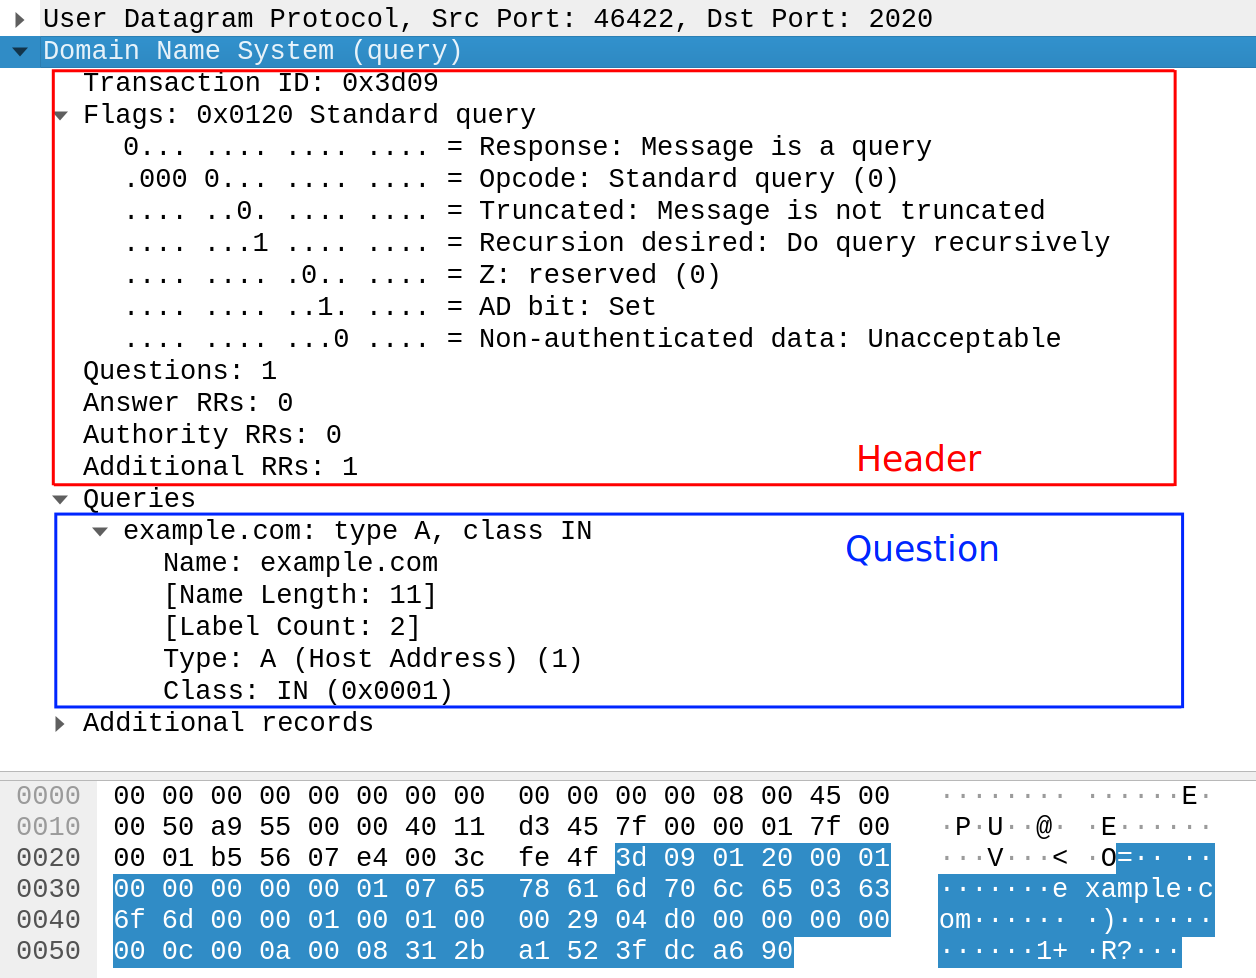 User Datagram Protocol, Src Port: 46422, Dst Port: 2020
Domain Name System (query)
Transaction ID: 0x3d09
Flags: 0x0120 Standard query
0... .... .... .... = Response: Message is a query
.000 0... .... .... = Opcode: Standard query (0)
.... ..0. .... .... = Truncated: Message is not truncated
.... ...1 .... .... = Recursion desired: Do query recursively
.... .... .0.. .... = Z: reserved (0)
.... .... ..1. .... = AD bit: Set
.... .... ...0 .... = Non-authenticated data: Unacceptable
Questions: 1
Answer RRs: 0
Authority RRs: 0
Header
Additional RRs: 1
Queries
example.com: type A, class IN
Question
Name: example.com
[Name Length: 11]
[Label Count: 2]
Type: A (Host Address) (1)
Class: IN (0x0001)
Additional records
0000 00 00 00 00 00 00 00 00 00 00 00 00 08 00 45 00 ········ ······E·
0010 00 50 a9 55 00 00 40 11 d3 45 7f 00 00 01 7f 00 ·P·U··@· ·E······
0020 00 01 b5 56 07 e4 00 3c fe 4f 3d 09 01 20 00 01 ···V···< ·O=·· ··
0030 00 00 00 00 00 01 07 65 78 61 6d 70 6c 65 03 63 ·······e xample·c
0040 6f 6d 00 00 01 00 01 00 00 29 04 d0 00 00 00 00 om······ ·)······
0050 00 0c 00 0a 00 08 31 2b a1 52 3f dc a6 90 ······1+ ·R?···